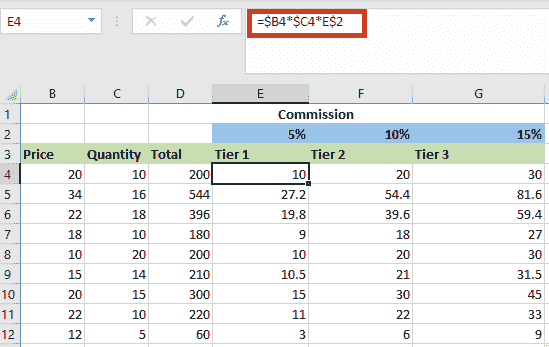 E4 fx =$B4*$C4*E$2
B C D E F G
1 Commission
2 5% 10% 15%
3 Price Quantity Total Tier 1 Tier 2 Tier 3
4 20 10 200 10 20 30
5 34 16 544 27.2 54.4 81.6
6 22 18 396 19.8 39.6 59.4
7 18 10 180 9 18 27
8 10 20 200 10 20 30
9 15 14 210 10.5 21 31.5
10 20 15 300 15 30 45
11 22 10 220 11 22 33
12 12 5 60 3 6 9